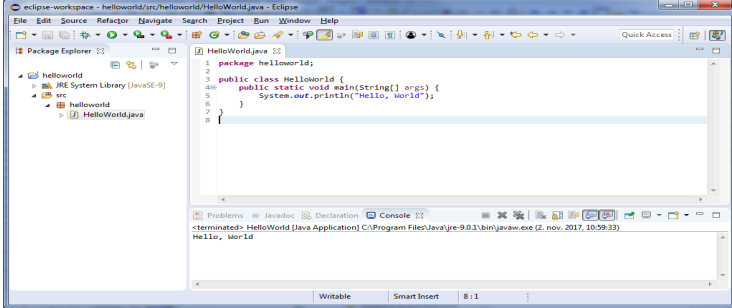 eclipse-workspace - helloworld/src/helloworld/HelloWorld.java - Eclipse
File Edit Source Refactor Navigate Search Project Run Window Help
Quick Access
Package Explorer
helloworld
JRE System Library [JavaSE-9]
src
helloworld
HelloWorld.java
HelloWorld.java
1 package helloworld;
2
3 public class HelloWorld {
4 public static void main(String[] args) {
5 System.out.println("Hello, World");
6 }
7 }
8
Problems @ Javadoc Declaration Console
<terminated> HelloWorld [Java Application] C:\Program Files\Java\jre-9.0.1\bin\javaw.exe (2. nov. 2017, 10:59:33)
Hello, World
Writable Smart Insert 8 : 1